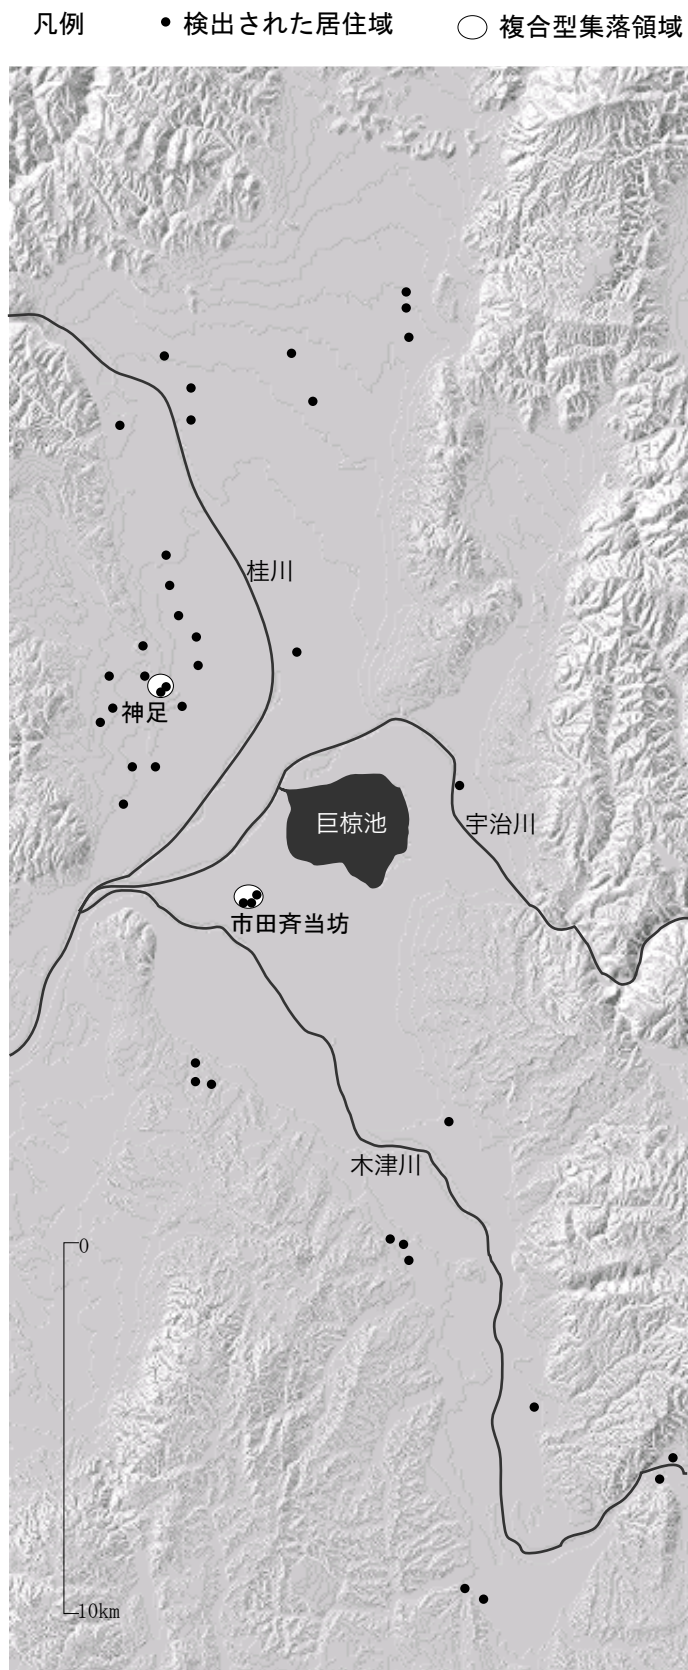 凡例 検出された居住域 複合型集落領域
桂川
神足
巨椋池
宇治川
市田斉当坊
木津川
0
10km